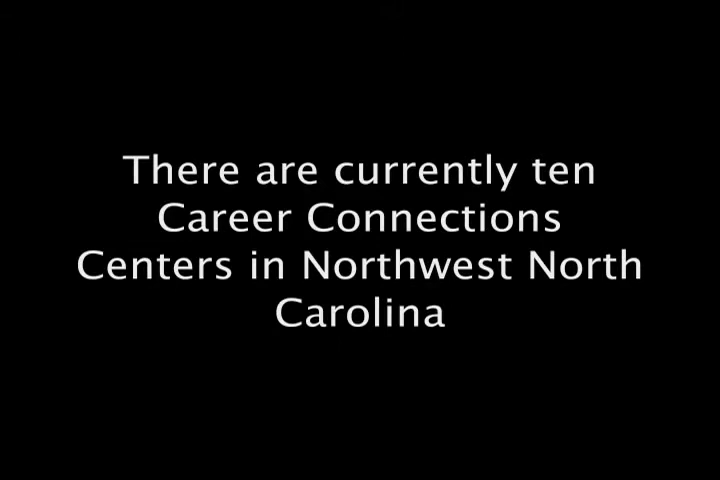 There are currently ten
Career Connections
Centers in Northwest North
Carolina